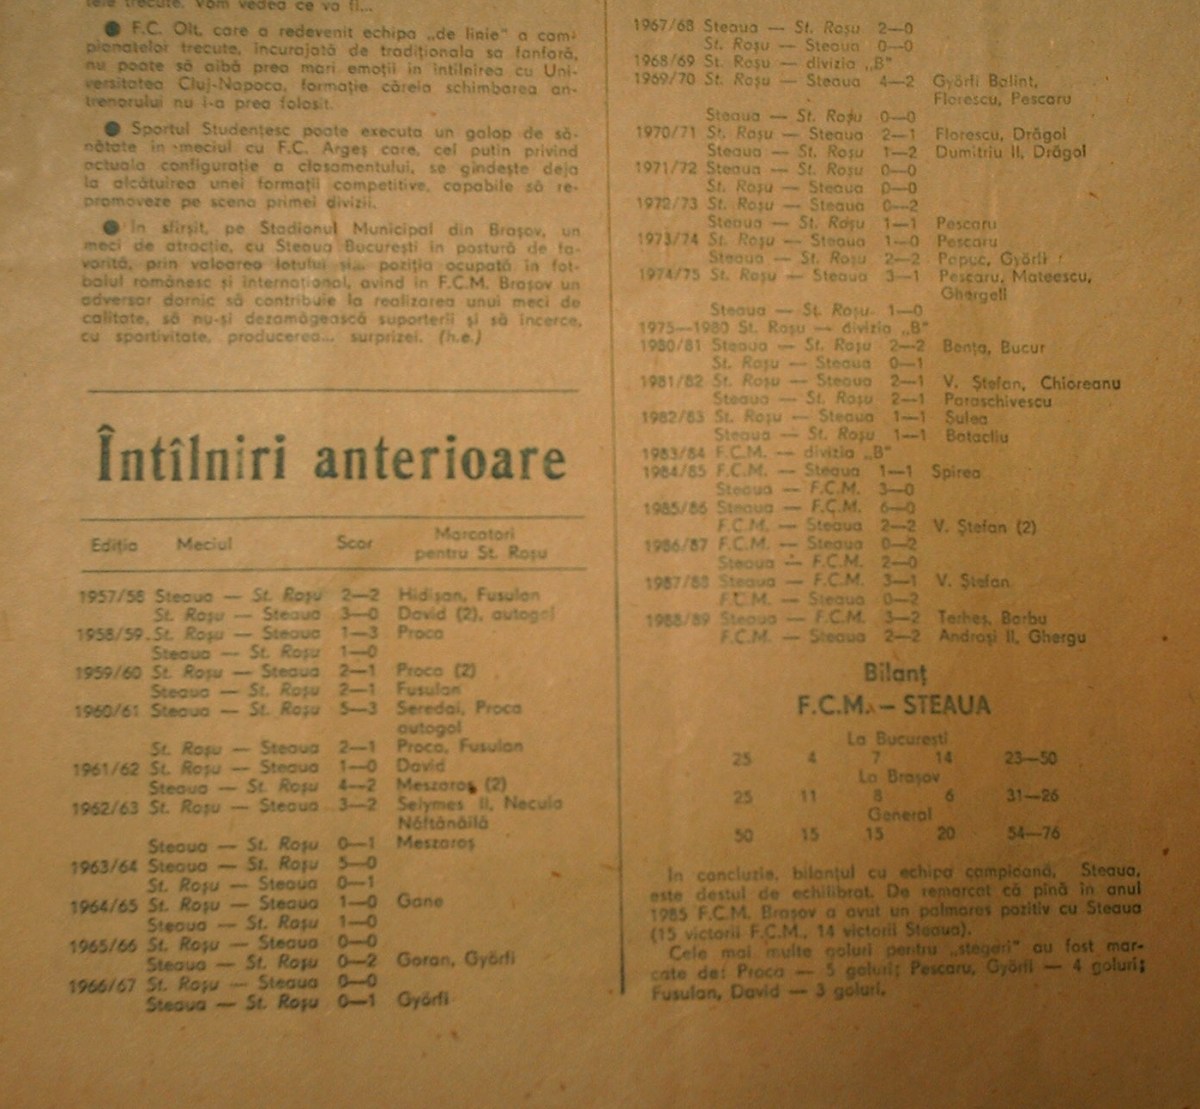 trecute. Vom vedea ce va fi...
● F.C. Olt, care a redevenit echipa „de linie" a cam-
pionatelor trecute, încurajată de tradiționala sa fanfară,
nu poate să aibă prea mari emoții în întîlnirea cu Uni-
versitatea Cluj-Napoca, formație căreia schimbarea an-
trenorului nu i-a prea folosit.
● Sportul Studențesc poate executa un galop de să-
nătate în meciul cu F.C. Argeș care, cel puțin privind
actuala configurație a clasamentului, se gîndește deja
la alcătuirea unei formații competitive, capabile să re-
promoveze pe scena primei divizii.
● În sfîrșit, pe Stadionul Municipal din Brașov, un
meci de atracție, cu Steaua București în postură de fa-
vorită, prin valoarea lotului și... poziția ocupată în fot-
balul românesc și internațional, avînd în F.C.M. Brașov un
adversar dornic să contribuie la realizarea unui meci de
calitate, să nu-și dezamăgească suporterii și să încerce,
cu sportivitate, producerea... surprizei. (h.e.)
Întîlniri anterioare
Ediția Meciul Scor Marcatori
pentru St. Roșu
1957/58 Steaua — St. Roșu 2—2 Hidișan, Fusulan
St. Roșu — Steaua 3—0 David (2), autogol
1958/59 St. Roșu — Steaua 1—3 Proca
Steaua — St. Roșu 1—0
1959/60 St. Roșu — Steaua 2—1 Proca (2)
Steaua — St. Roșu 2—1 Fusulan
1960/61 Steaua — St. Roșu 5—3 Seredai, Proca
autogol
St. Roșu — Steaua 2—1 Proca, Fusulan
1961/62 St. Roșu — Steaua 1—0 David
Steaua — St. Roșu 4—2 Meszaroș (2)
1962/63 St. Roșu — Steaua 3—2 Selymes II, Necula
Năftănăilă
Steaua — St. Roșu 0—1 Meszaroș
1963/64 Steaua — St. Roșu 5—0
St. Roșu — Steaua 0—1
1964/65 St. Roșu — Steaua 1—0 Gane
Steaua — St. Roșu 1—0
1965/66 St. Roșu — Steaua 0—0
Steaua — St. Roșu 0—2 Goran, Györfi
1966/67 St. Roșu — Steaua 0—0
Steaua — St. Roșu 0—1 Györfi
1967/68 Steaua — St. Roșu 2—0
St. Roșu — Steaua 0—0
1968/69 St. Roșu — divizia „B"
1969/70 St. Roșu — Steaua 4—2 Györfi Balint,
Florescu, Pescaru
Steaua — St. Roșu 0—0
1970/71 St. Roșu — Steaua 2—1 Florescu, Drăgoi
Steaua — St. Roșu 1—2 Dumitriu II, Drăgoi
1971/72 Steaua — St. Roșu 0—0
St. Roșu — Steaua 0—0
1972/73 St. Roșu — Steaua 0—2
Steaua — St. Roșu 1—1 Pescaru
1973/74 St. Roșu — Steaua 1—0 Pescaru
Steaua — St. Roșu 2—2 Papuc, Györfi
1974/75 St. Roșu — Steaua 3—1 Pescaru, Mateescu,
Ghergeli
Steaua — St. Roșu 1—0
1975—1980 St. Roșu — divizia „B"
1980/81 Steaua — St. Roșu 2—2 Bența, Bucur
St. Roșu — Steaua 0—1
1981/82 St. Roșu — Steaua 2—1 V. Ștefan, Chioreanu
Steaua — St. Roșu 2—1 Paraschivescu
1982/83 St. Roșu — Steaua 1—1 Șulea
Steaua — St. Roșu 1—1 Batacliu
1983/84 F.C.M. — divizia „B"
1984/85 F.C.M. — Steaua 1—1 Spirea
Steaua — F.C.M. 3—0
1985/86 Steaua — F.C.M. 6—0
F.C.M. — Steaua 2—2 V. Ștefan (2)
1986/87 F.C.M. — Steaua 0—2
Steaua — F.C.M. 2—0
1987/88 Steaua — F.C.M. 3—1 V. Ștefan
F.C.M. — Steaua 0—2
1988/89 Steaua — F.C.M. 3—2 Terheș, Barbu
F.C.M. — Steaua 2—2 Andrași II, Ghergu
Bilanț
F.C.M. — STEAUA
La București
25 4 7 14 23—50
La Brașov
25 11 8 6 31—26
General
50 15 15 20 54—76
În concluzie, bilanțul cu echipa campioană, Steaua,
este destul de echilibrat. De remarcat că pînă în anul
1985 F.C.M. Brașov a avut un palmares pozitiv cu Steaua
(15 victorii F.C.M., 14 victorii Steaua).
Cele mai multe goluri pentru „stegari" au fost mar-
cate de: Proca — 5 goluri; Pescaru, Györfi — 4 goluri;
Fusulan, David — 3 goluri.